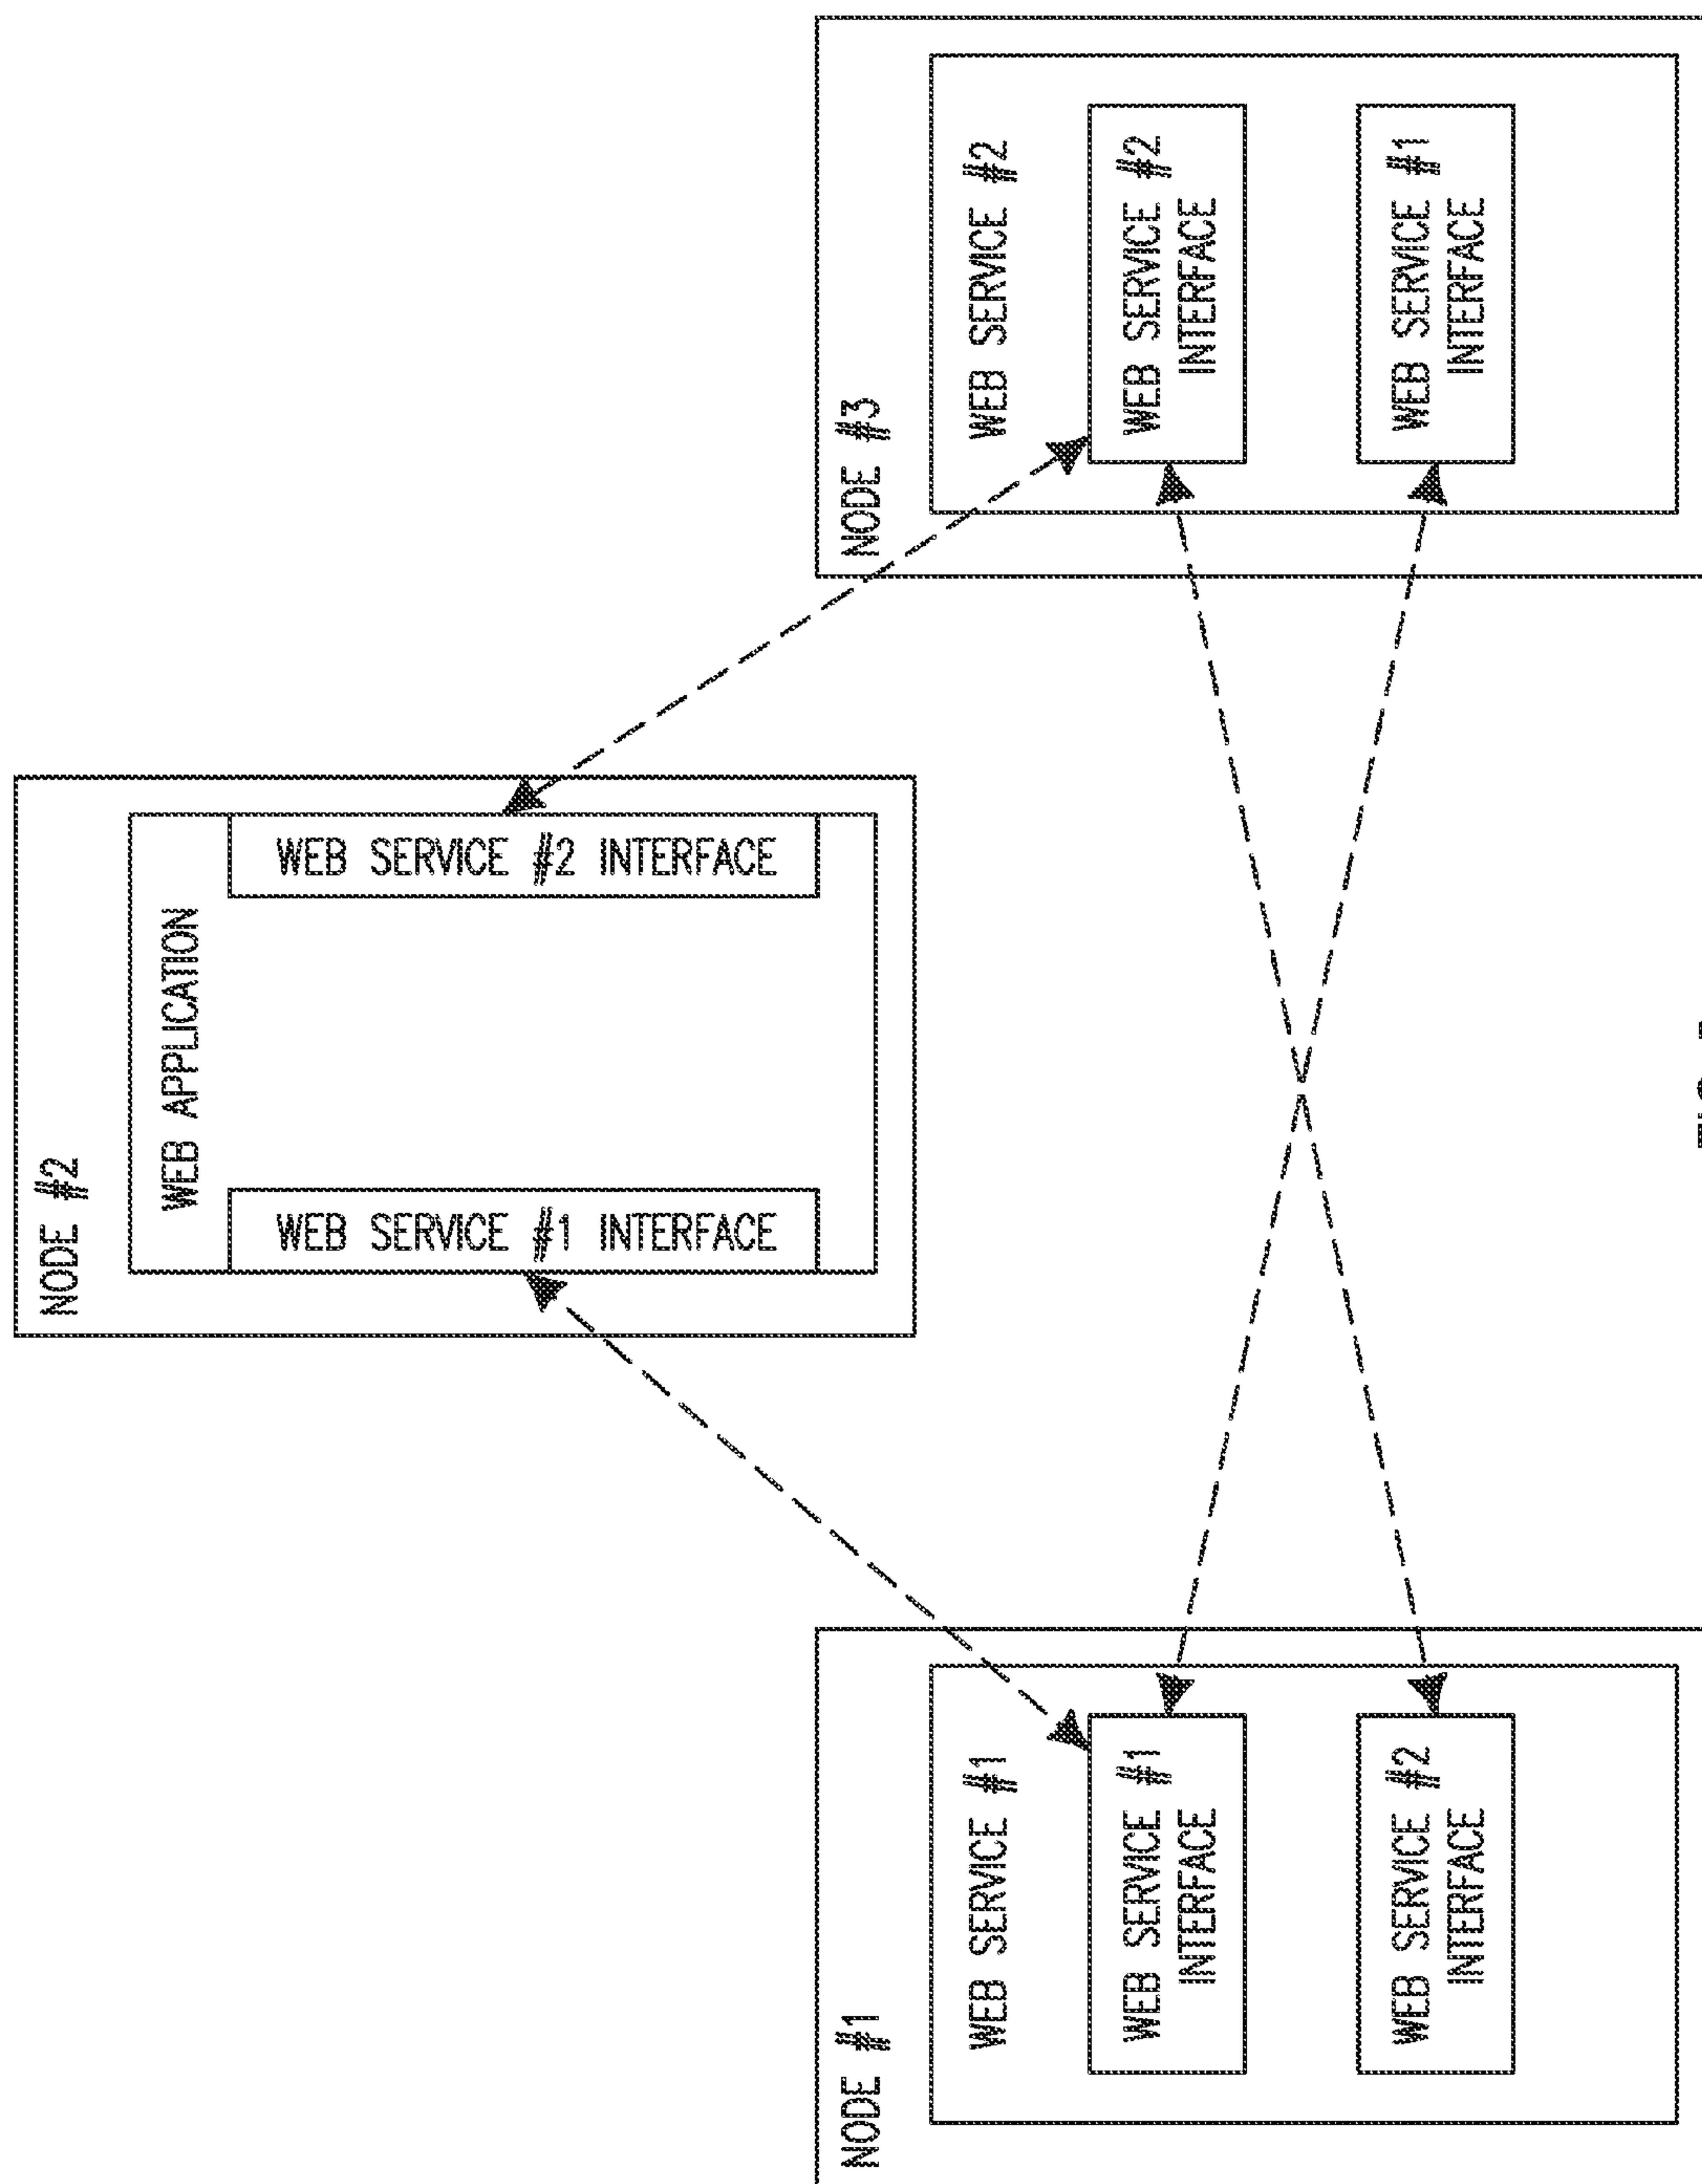 NODE #2
WEB APPLICATION
WEB SERVICE #1 INTERFACE
WEB SERVICE #2 INTERFACE
NODE #1
WEB SERVICE #1
WEB SERVICE #1
INTERFACE
WEB SERVICE #2
INTERFACE
NODE #3
WEB SERVICE #2
WEB SERVICE #2
INTERFACE
WEB SERVICE #1
INTERFACE